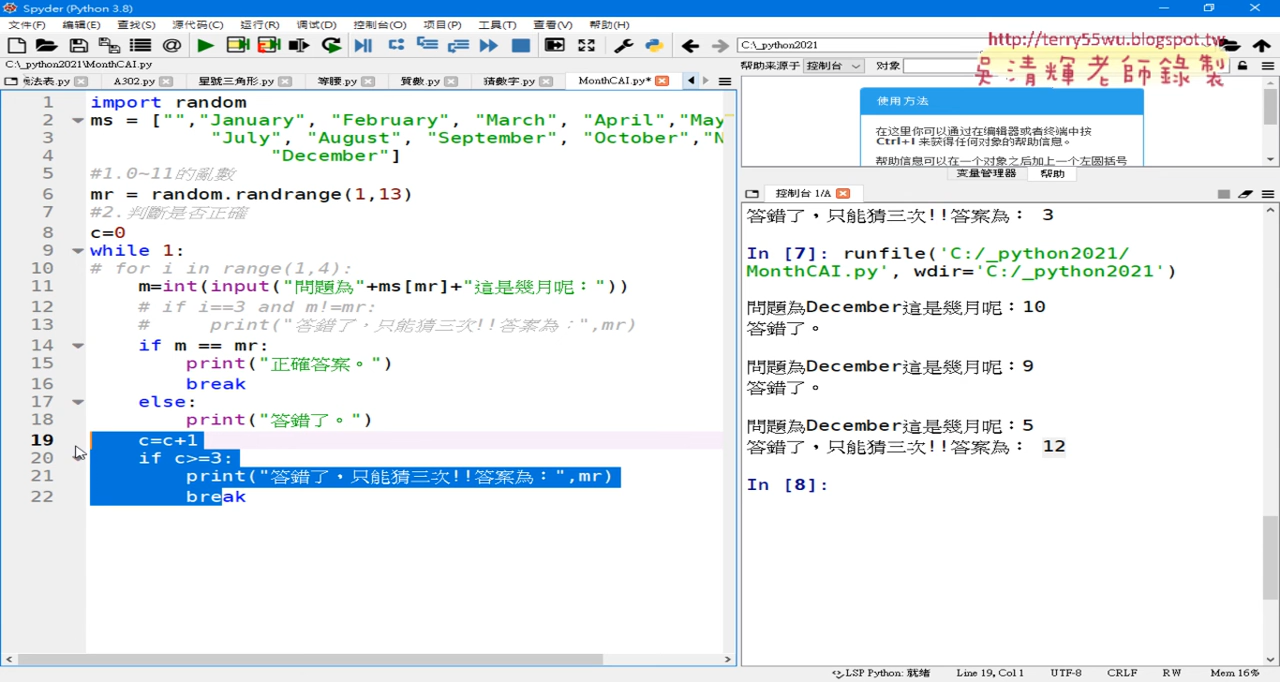 Spyder (Python 3.8)
文件(F) 编辑(E) 查找(S) 源代码(C) 运行(R) 调试(D) 控制台(O) 项目(P) 工具(T) 查看(V) 帮助(H)
C:\_python2021
http://terry55wu.blogspot.tw
吳清輝老師錄製
C:\_python2021\MonthCAI.py
帮助来源于 控制台 对象
法表.py A302.py 星號三角形.py 等腰.py 質數.py 猜數字.py MonthCAI.py*
使用方法
在这里你可以通过在编辑器或者终端中按
Ctrl+I 来获得任何对象的帮助信息。
帮助信息可以在一个对象之后加上一个左圆括号
变量管理器 帮助
控制台 1/A
1 import random
2 ms = ["","January", "February", "March", "April","May
3 "July", "August", "September", "October","N
4 "December"]
5 #1.0~11的亂數
6 mr = random.randrange(1,13)
7 #2.判斷是否正確
8 c=0
9 while 1:
10 # for i in range(1,4):
11 m=int(input("問題為"+ms[mr]+"這是幾月呢："))
12 # if i==3 and m!=mr:
13 # print("答錯了，只能猜三次!!答案為：",mr)
14 if m == mr:
15 print("正確答案。")
16 break
17 else:
18 print("答錯了。")
19 c=c+1
20 if c>=3:
21 print("答錯了，只能猜三次!!答案為：",mr)
22 break
答錯了，只能猜三次!!答案為： 3
In [7]: runfile('C:/_python2021/
MonthCAI.py', wdir='C:/_python2021')
問題為December這是幾月呢：10
答錯了。
問題為December這是幾月呢：9
答錯了。
問題為December這是幾月呢：5
答錯了，只能猜三次!!答案為： 12
In [8]:
LSP Python: 就绪 Line 19, Col 1 UTF-8 CRLF RW Mem 16%